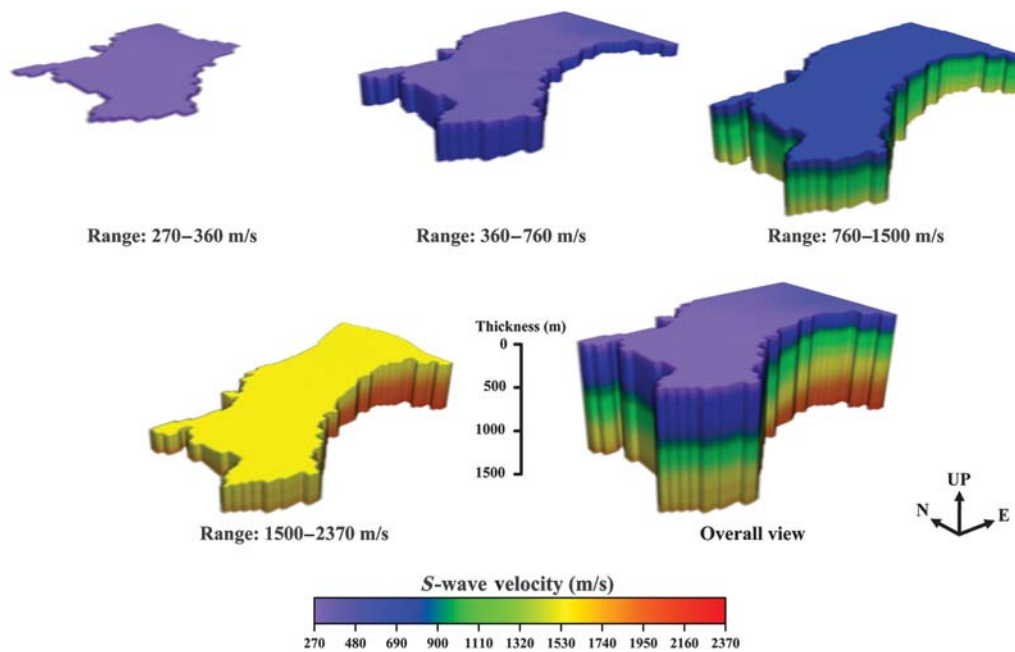 Range: 270–360 m/s
Range: 360–760 m/s
Range: 760–1500 m/s
Thickness (m)
0
500
1000
1500
Range: 1500–2370 m/s
Overall view
UP
N
E
S-wave velocity (m/s)
270 480 690 900 1110 1320 1530 1740 1950 2160 2370